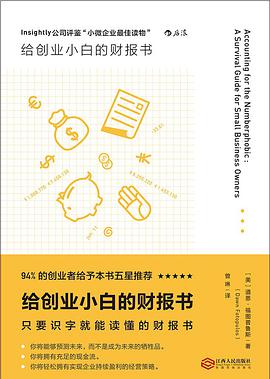 Insightly公司评鉴“小微企业最佳读物”
后浪
给创业小白的财报书
Accounting for the Numberphobic :
A Survival Guide for Small Business Owners
94% 的创业者给予本书五星推荐 ★★★★★
给创业小白的财报书
只要识字就能读懂的财报书
• 你将能够预测未来,而不是成为未来的牺牲品。
• 你将拥有充足的现金流。
• 你将轻松拥有实现企业持续盈利的经营策略。
[美] 道恩·福图普鲁斯
( Dawn Fotopulos )
曾琳 译
江西人民出版社